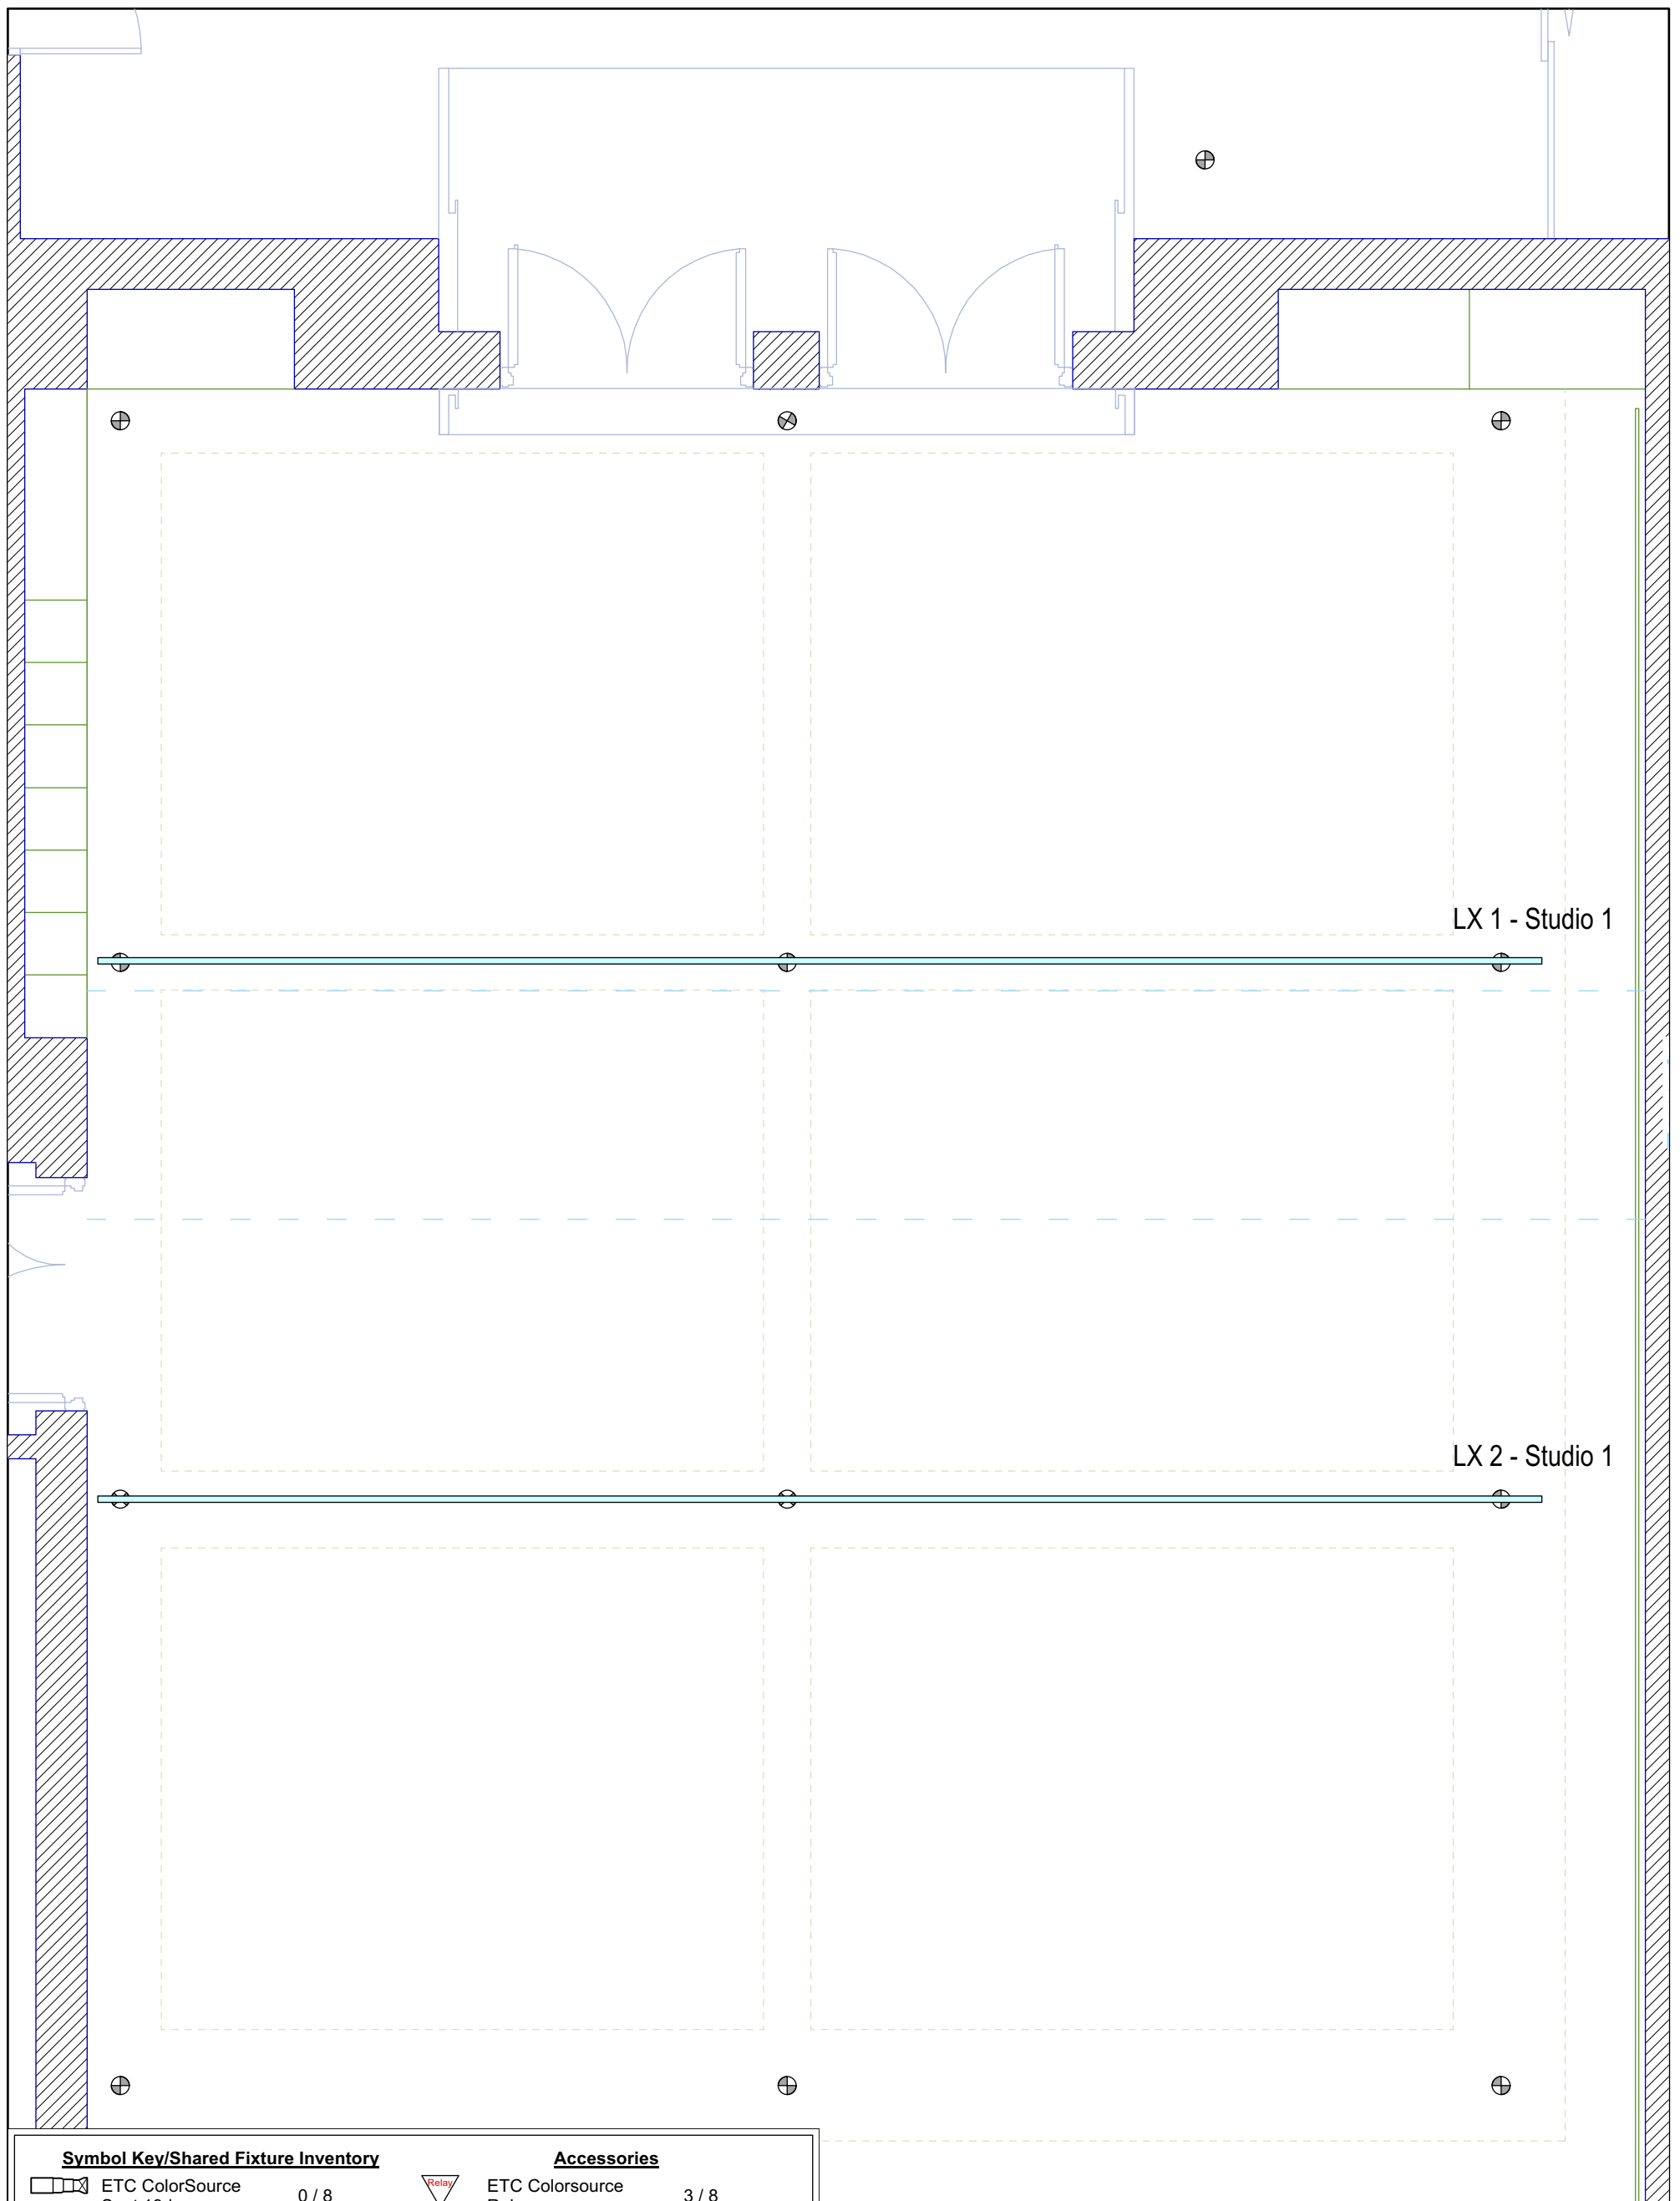 LX 1 - Studio 1
LX 2 - Studio 1
Symbol Key/Shared Fixture Inventory
Accessories
ETC ColorSource
0 / 8
Relay
ETC Colorsource
3 / 8